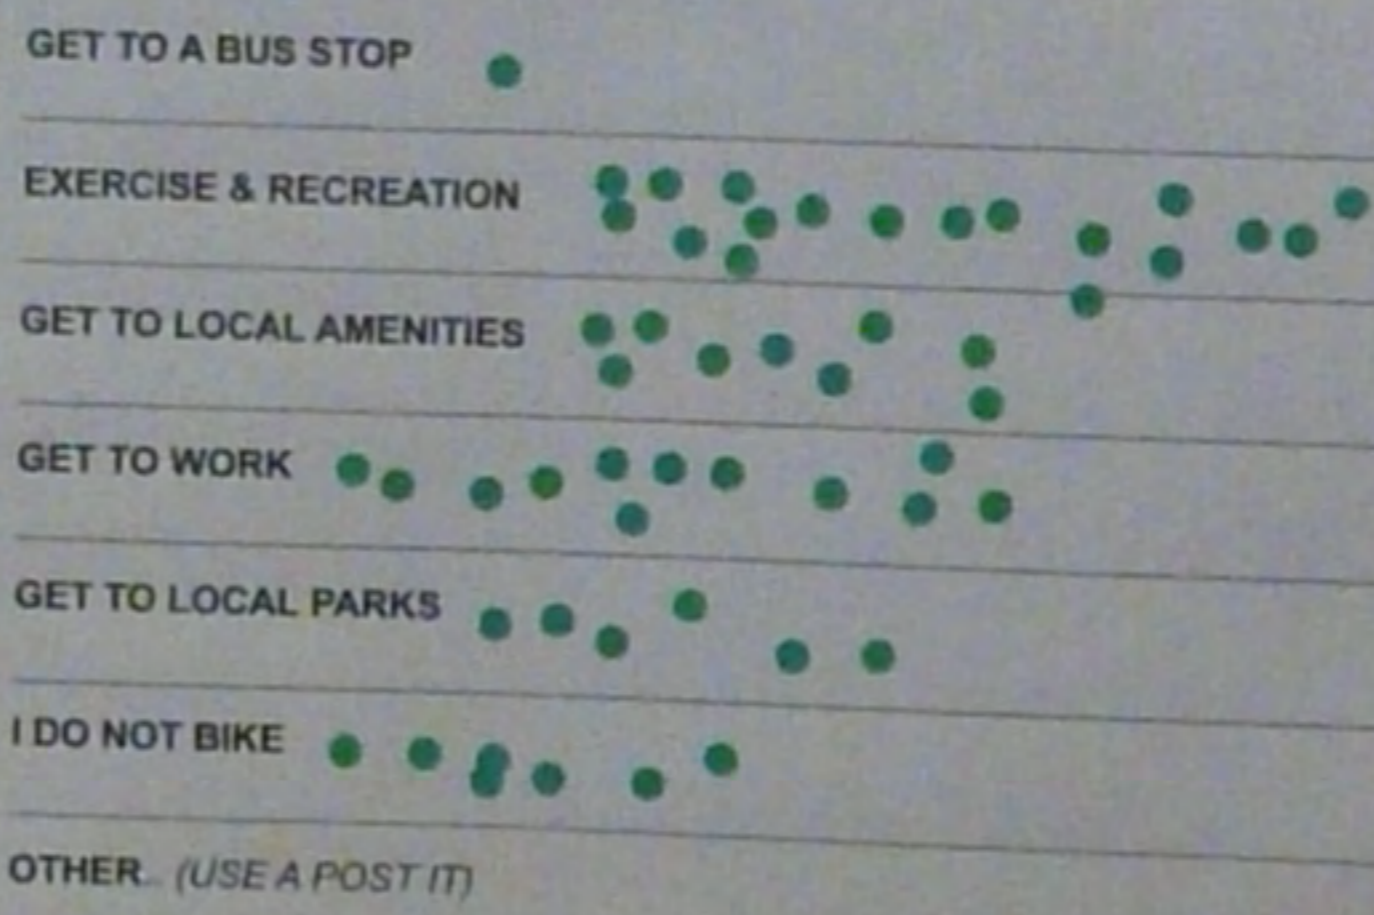 GET TO A BUS STOP
EXERCISE & RECREATION
GET TO LOCAL AMENITIES
GET TO WORK
GET TO LOCAL PARKS
I DO NOT BIKE
OTHER.. (USE A POST IT)